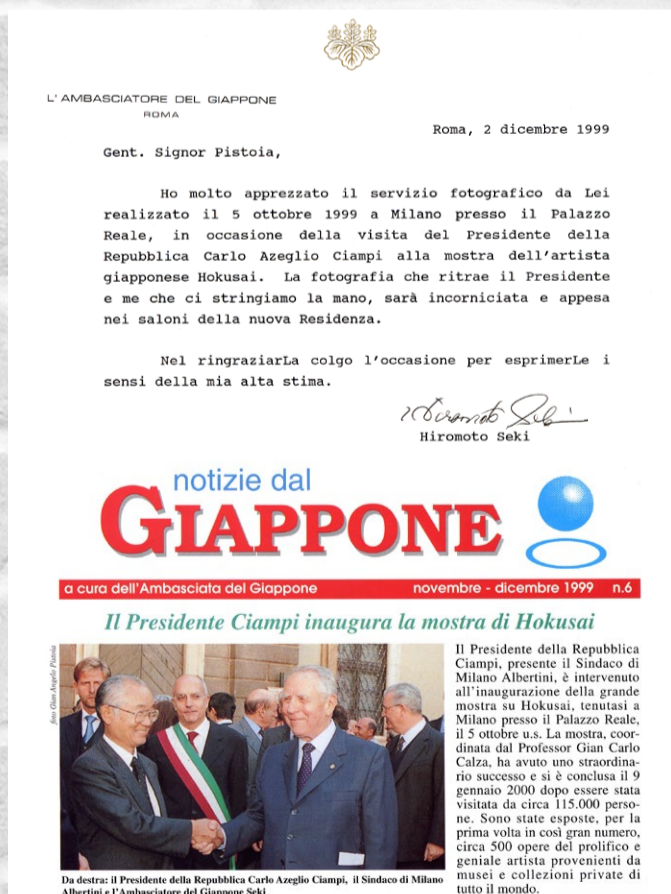 L' AMBASCIATORE DEL GIAPPONE
ROMA
Roma, 2 dicembre 1999
Gent. Signor Pistoia,
Ho molto apprezzato il servizio fotografico da Lei
realizzato il 5 ottobre 1999 a Milano presso il Palazzo
Reale, in occasione della visita del Presidente della
Repubblica Carlo Azeglio Ciampi alla mostra dell'artista
giapponese Hokusai. La fotografia che ritrae il Presidente
e me che ci stringiamo la mano, sarà incorniciata e appesa
nei saloni della nuova Residenza.
Nel ringraziarLa colgo l'occasione per esprimerLe i
sensi della mia alta stima.
Hiromoto Seki
Hiromoto Seki
notizie dal
GIAPPONE
a cura dell'Ambasciata del Giappone novembre - dicembre 1999 n.6
Il Presidente Ciampi inaugura la mostra di Hokusai
foto Gian Angelo Pistoia
Il Presidente della Repubblica
Ciampi, presente il Sindaco di
Milano Albertini, è intervenuto
all'inaugurazione della grande
mostra su Hokusai, tenutasi a
Milano presso il Palazzo Reale,
il 5 ottobre u.s. La mostra, coor-
dinata dal Professor Gian Carlo
Calza, ha avuto uno straordina-
rio successo e si è conclusa il 9
gennaio 2000 dopo essere stata
visitata da circa 115.000 perso-
ne. Sono state esposte, per la
prima volta in così gran numero,
circa 500 opere del prolifico e
geniale artista provenienti da
musei e collezioni private di
tutto il mondo.
Da destra: il Presidente della Repubblica Carlo Azeglio Ciampi, il Sindaco di Milano
Albertini e l'Ambasciatore del Giappone Seki